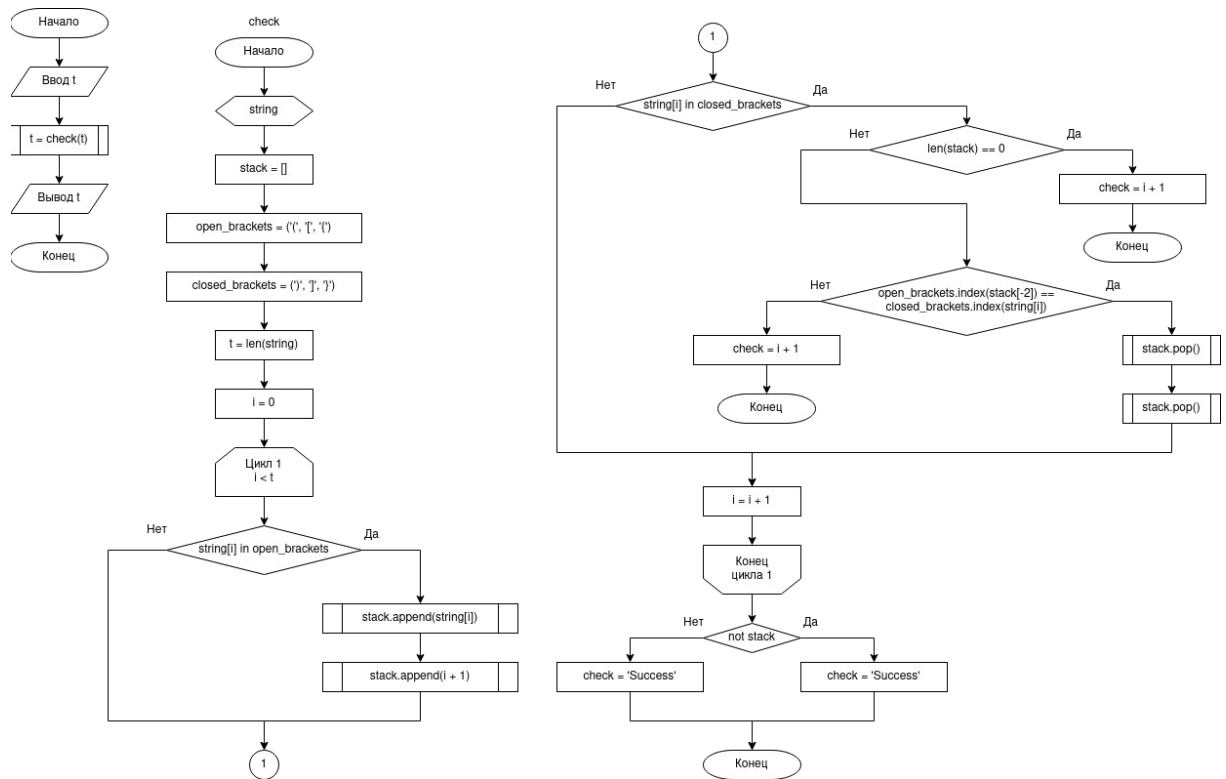 Начало
Ввод t
t = check(t)
Вывод t
Конец
check
Начало
string
stack = []
open_brackets = ('(', '[', '{')
closed_brackets = (')', ']', '}')
t = len(string)
i = 0
Цикл 1
i < t
Нет
Да
string[i] in open_brackets
stack.append(string[i])
stack.append(i + 1)
1
1
Нет
Да
string[i] in closed_brackets
Нет
Да
len(stack) == 0
check = i + 1
Конец
Нет
Да
open_brackets.index(stack[-2]) ==
closed_brackets.index(string[i])
check = i + 1
Конец
stack.pop()
stack.pop()
i = i + 1
Конец
цикла 1
Нет
Да
not stack
check = 'Success'
check = 'Success'
Конец